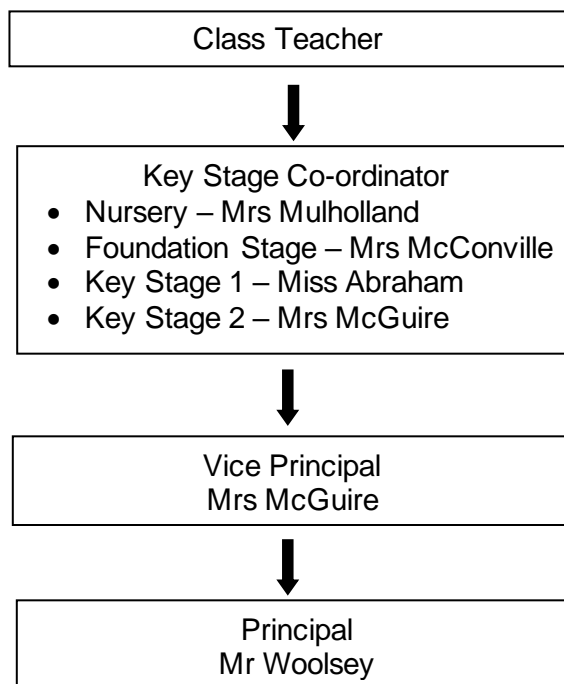 Class Teacher
Key Stage Co-ordinator
• Nursery – Mrs Mulholland
• Foundation Stage – Mrs McConville
• Key Stage 1 – Miss Abraham
• Key Stage 2 – Mrs McGuire
Vice Principal
Mrs McGuire
Principal
Mr Woolsey